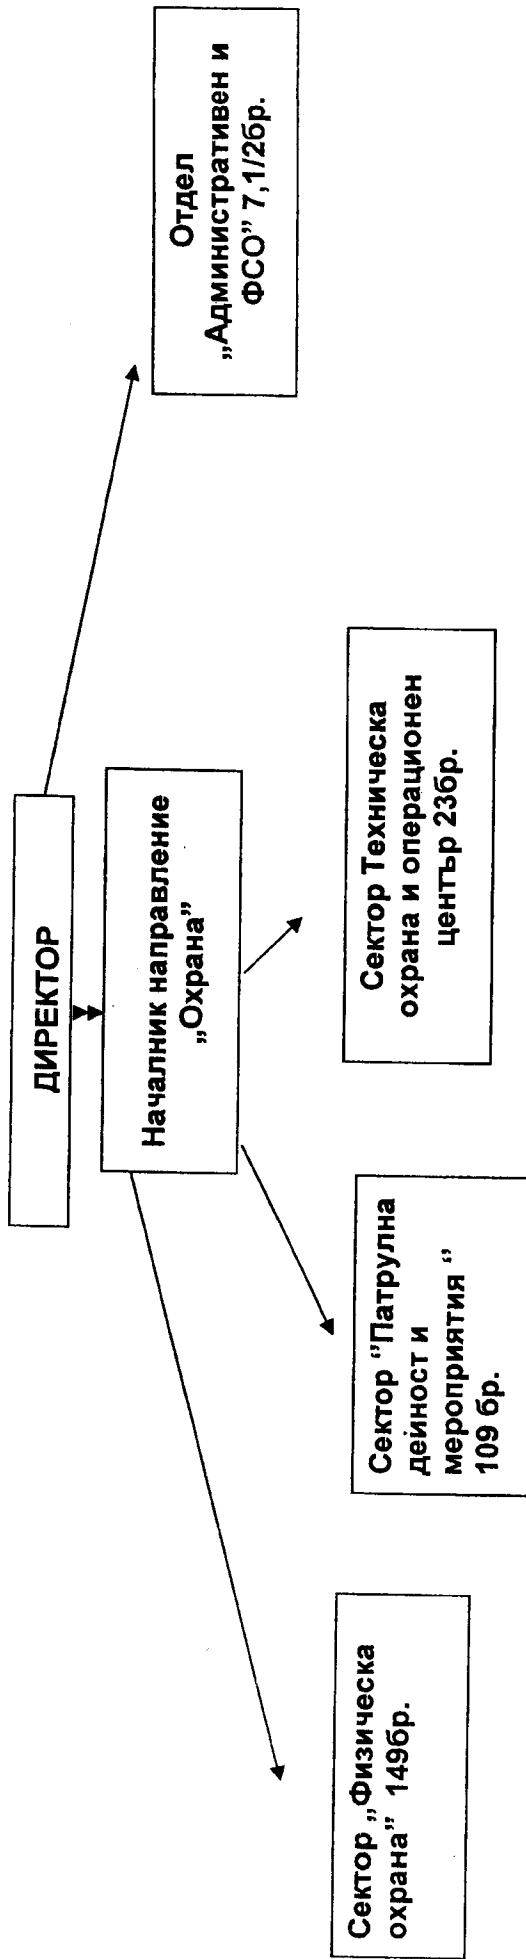 ДИРЕКТОР
Началник направление
„Охрана”
Отдел
„Административен и
ФСО” 7,1/2бр.
Сектор „Физическа
охрана” 149бр.
Сектор “Патрулна
дейност и
мероприятия “
109 бр.
Сектор Техническа
охрана и операционен
център 23бр.